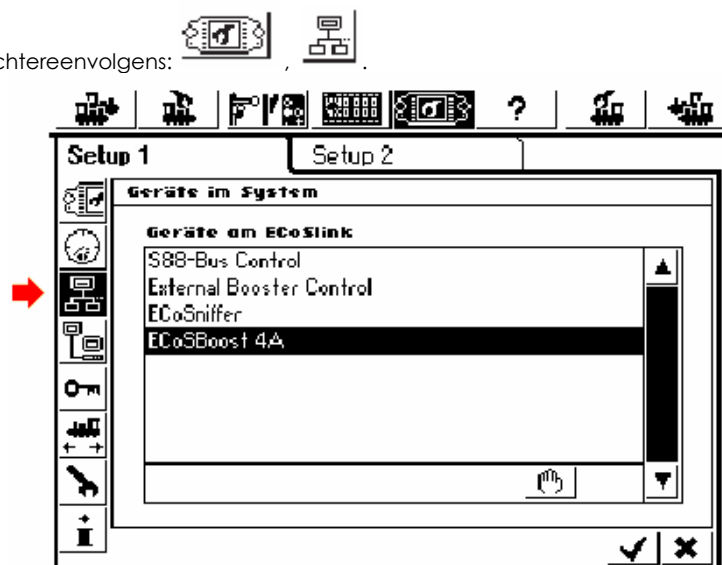 chtereenvolgens: , .
?
Setup 1 Setup 2
Geräte im System
Geräte am ECoSlink
S88-Bus Control
External Booster Control
ECoSniffer
ECoSBoost 4A
i